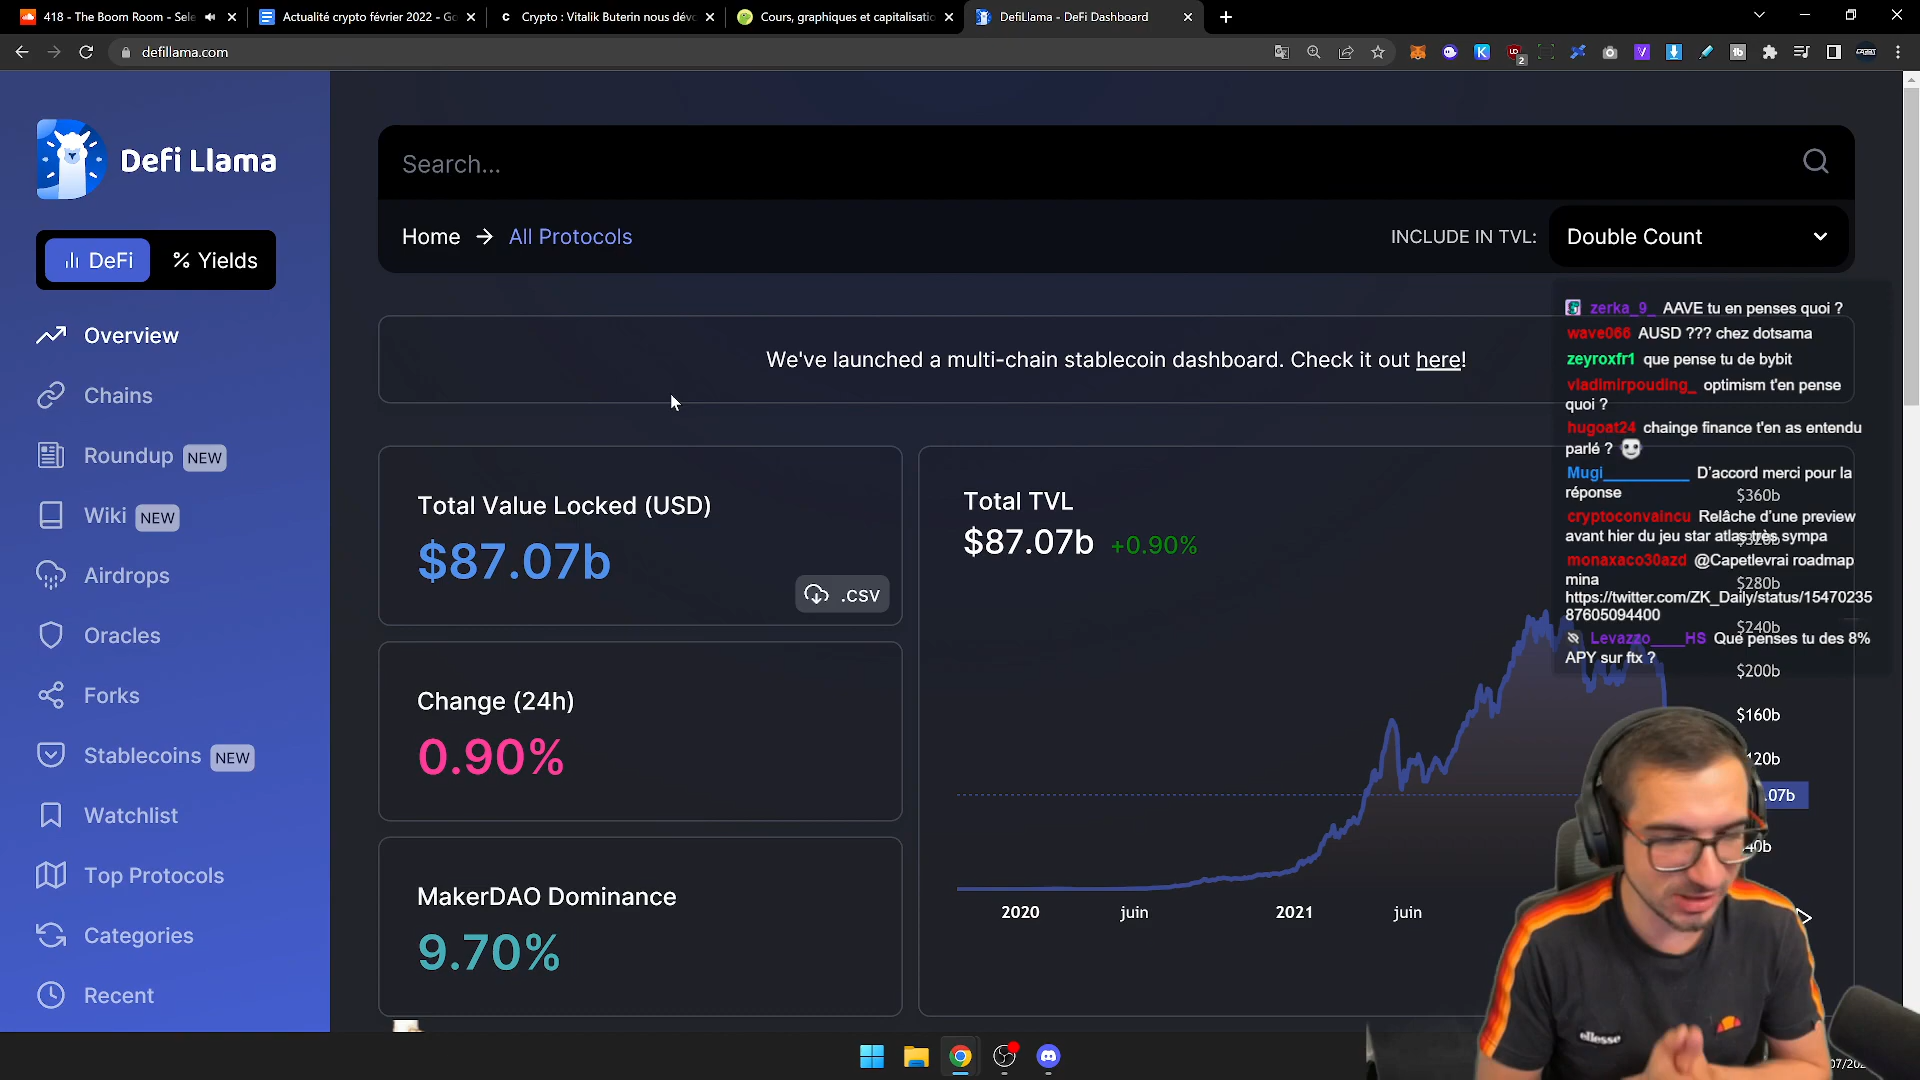 418 - The Boom Room - Sele
Actualité crypto février 2022 - Go
Crypto : Vitalik Buterin nous dévo
Cours, graphiques et capitalisatio
DefiLlama - DeFi Dashboard
defillama.com
2
Defi Llama
DeFi
% Yields
Overview
Chains
Roundup NEW
Wiki NEW
Airdrops
Oracles
Forks
Stablecoins NEW
Watchlist
Top Protocols
Categories
Recent
Search...
Home → All Protocols
INCLUDE IN TVL:
Double Count
We've launched a multi-chain stablecoin dashboard. Check it out here!
Total Value Locked (USD)
$87.07b
.csv
Change (24h)
0.90%
MakerDAO Dominance
9.70%
Total TVL
$87.07b +0.90%
$360b
$280b
$240b
$200b
$160b
.07b
2020
juin
2021
juin
zerka_9_ AAVE tu en penses quoi ?
wave066 AUSD ??? chez dotsama
zeyroxfr1 que pense tu de bybit
vladimirpouding_ optimism t'en pense
quoi ?
hugoat24 chainge finance t'en as entendu
parlé ?
Mugi__________ D'accord merci pour la
réponse
cryptoconvaincu Relâche d'une preview
avant hier du jeu star atlas très sympa
monaxaco30azd @Capetlevrai roadmap
mina
https://twitter.com/ZK_Daily/status/15470235
87605094400
Levazzo____HS Que penses tu des 8%
APY sur ftx ?
ellesse